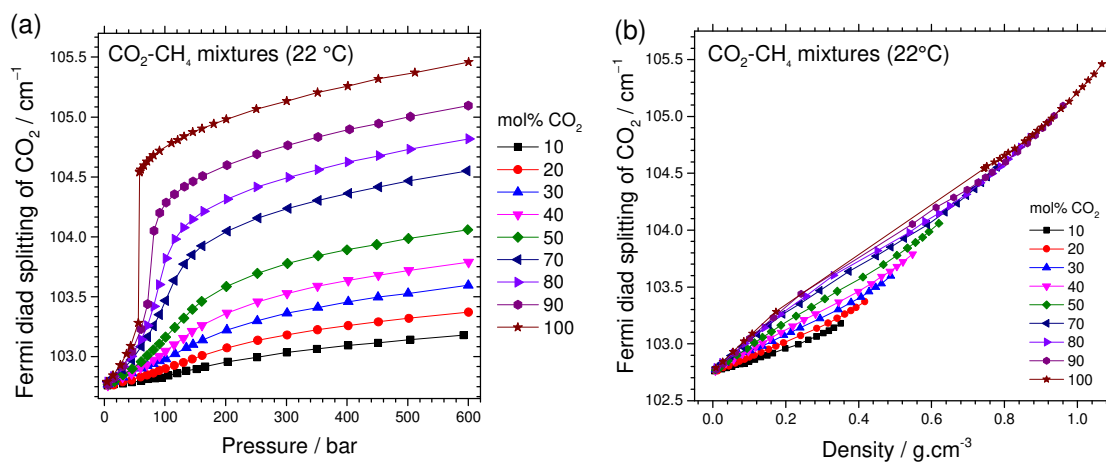 (a)
CO₂-CH₄ mixtures (22 °C)
Fermi diad splitting of CO₂ / cm⁻¹
105.5
105.0
104.5
104.0
103.5
103.0
0 100 200 300 400 500 600
Pressure / bar
mol% CO₂
10
20
30
40
50
70
80
90
100
(b)
CO₂-CH₄ mixtures (22°C)
Fermi diad splitting of CO₂ / cm⁻¹
105.5
105.0
104.5
104.0
103.5
103.0
102.5
0.0 0.2 0.4 0.6 0.8 1.0
Density / g.cm⁻³
mol% CO₂
10
20
30
40
50
70
80
90
100